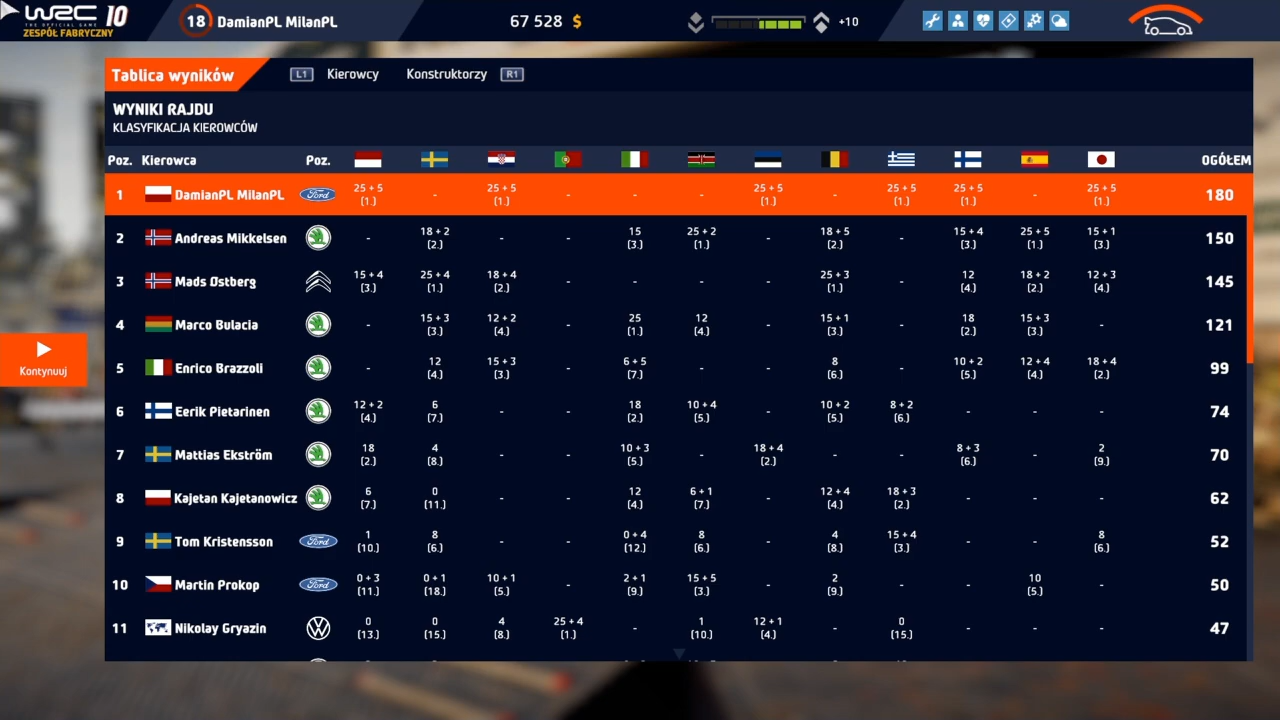 WRC 10
THE OFFICIAL GAME
ZESPÓŁ FABRYCZNY
18 DamianPL MilanPL
67 528 $
+10
Tablica wyników
L1 Kierowcy Konstruktorzy R1
WYNIKI RAJDU
KLASYFIKACJA KIEROWCÓW
Poz. Kierowca Poz. OGÓŁEM
1 DamianPL MilanPL Ford 25 + 5 (1.) - 25 + 5 (1.) - - - 25 + 5 (1.) - 25 + 5 (1.) 25 + 5 (1.) - 25 + 5 (1.) 180
2 Andreas Mikkelsen - 18 + 2 (2.) - - 15 (3.) 25 + 2 (1.) - 18 + 5 (2.) - 15 + 4 (3.) 25 + 5 (1.) 15 + 1 (3.) 150
3 Mads Østberg 15 + 4 (3.) 25 + 4 (1.) 18 + 4 (2.) - - - - 25 + 3 (1.) - 12 (4.) 18 + 2 (2.) 12 + 3 (4.) 145
4 Marco Bulacia - 15 + 3 (3.) 12 + 2 (4.) - 25 (1.) 12 (4.) - 15 + 1 (3.) - 18 (2.) 15 + 3 (3.) - 121
5 Enrico Brazzoli - 12 (4.) 15 + 3 (3.) - 6 + 5 (7.) - - 8 (6.) - 10 + 2 (5.) 12 + 4 (4.) 18 + 4 (2.) 99
6 Eerik Pietarinen 12 + 2 (4.) 6 (7.) - - 18 (2.) 10 + 4 (5.) - 10 + 2 (5.) 8 + 2 (6.) - - - 74
7 Mattias Ekström 18 (2.) 4 (8.) - - 10 + 3 (5.) - 18 + 4 (2.) - - 8 + 3 (6.) - 2 (9.) 70
8 Kajetan Kajetanowicz 6 (7.) 0 (11.) - - 12 (4.) 6 + 1 (7.) - 12 + 4 (4.) 18 + 3 (2.) - - - 62
9 Tom Kristensson Ford 1 (10.) 8 (6.) - - 0 + 4 (12.) 8 (6.) - 4 (8.) 15 + 4 (3.) - - 8 (6.) 52
10 Martin Prokop Ford 0 + 3 (11.) 0 + 1 (18.) 10 + 1 (5.) - 2 + 1 (9.) 15 + 5 (3.) - 2 (9.) - - 10 (5.) - 50
11 Nikolay Gryazin 0 (13.) 0 (15.) 4 (8.) 25 + 4 (1.) - 1 (10.) 12 + 1 (4.) - 0 (15.) - - - 47
Kontynuuj